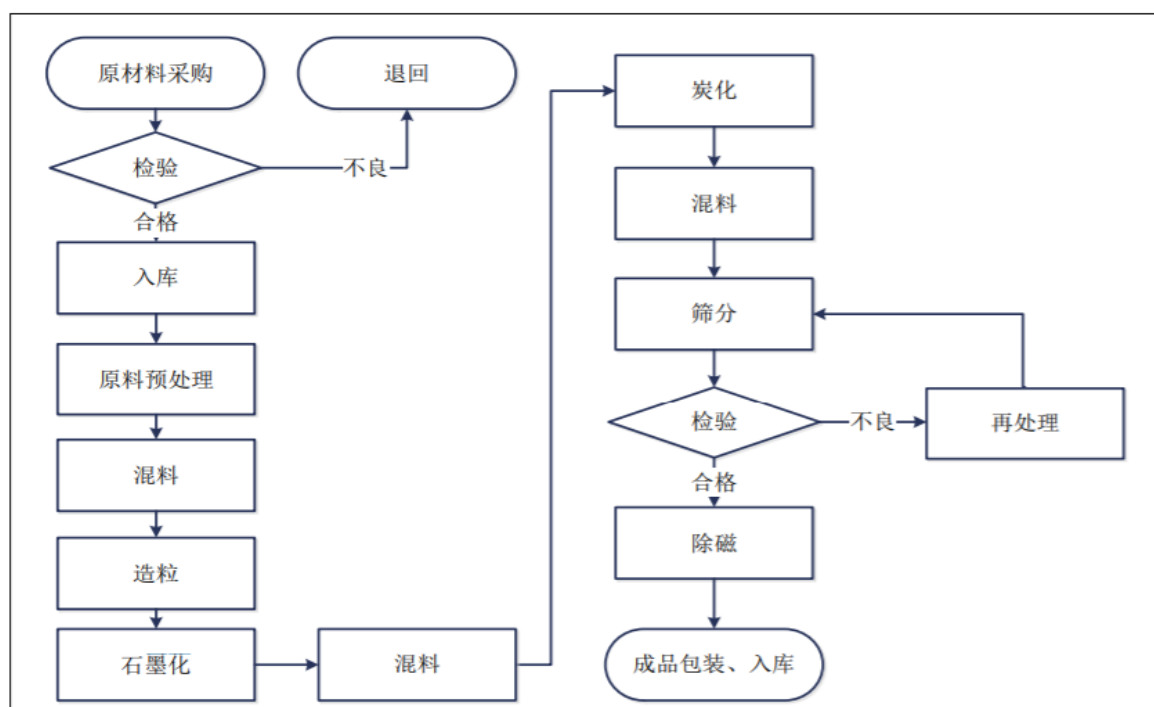 原材料采购
退回
检验
不良
合格
入库
原料预处理
混料
造粒
石墨化
混料
炭化
混料
筛分
检验
不良
再处理
合格
除磁
成品包装、入库